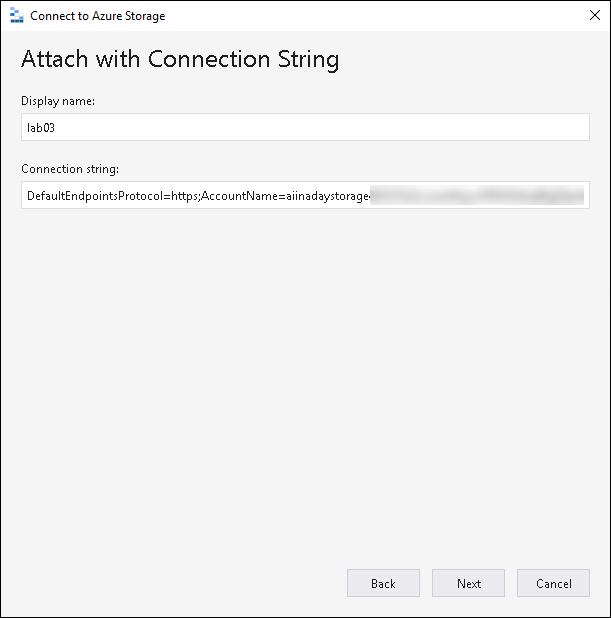 Connect to Azure Storage
Attach with Connection String
Display name:
lab03
Connection string:
DefaultEndpointsProtocol=https;AccountName=aiinadaystorage
Back Next Cancel